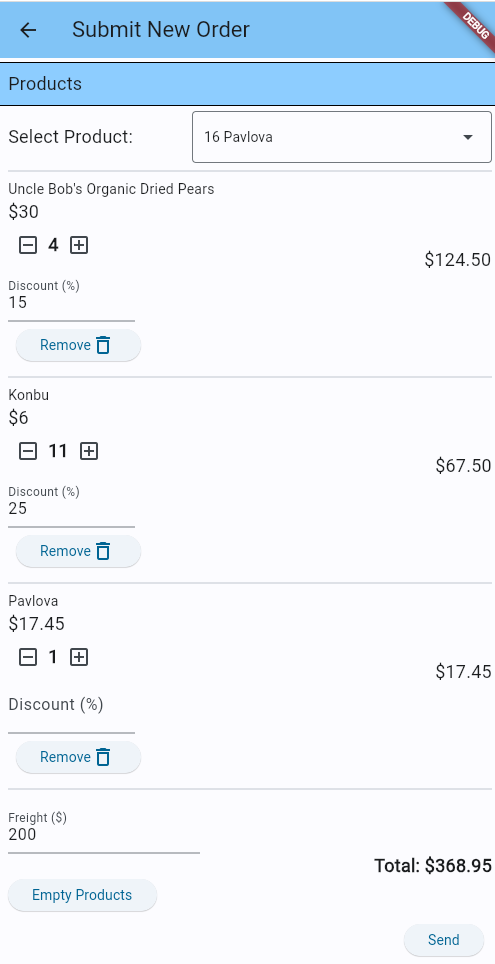 Submit New Order
DEBUG
Products
Select Product:
16 Pavlova
Uncle Bob's Organic Dried Pears
$30
4
$124.50
Discount (%)
15
Remove
Konbu
$6
11
$67.50
Discount (%)
25
Remove
Pavlova
$17.45
1
$17.45
Discount (%)
Remove
Freight ($)
200
Total: $368.95
Empty Products
Send